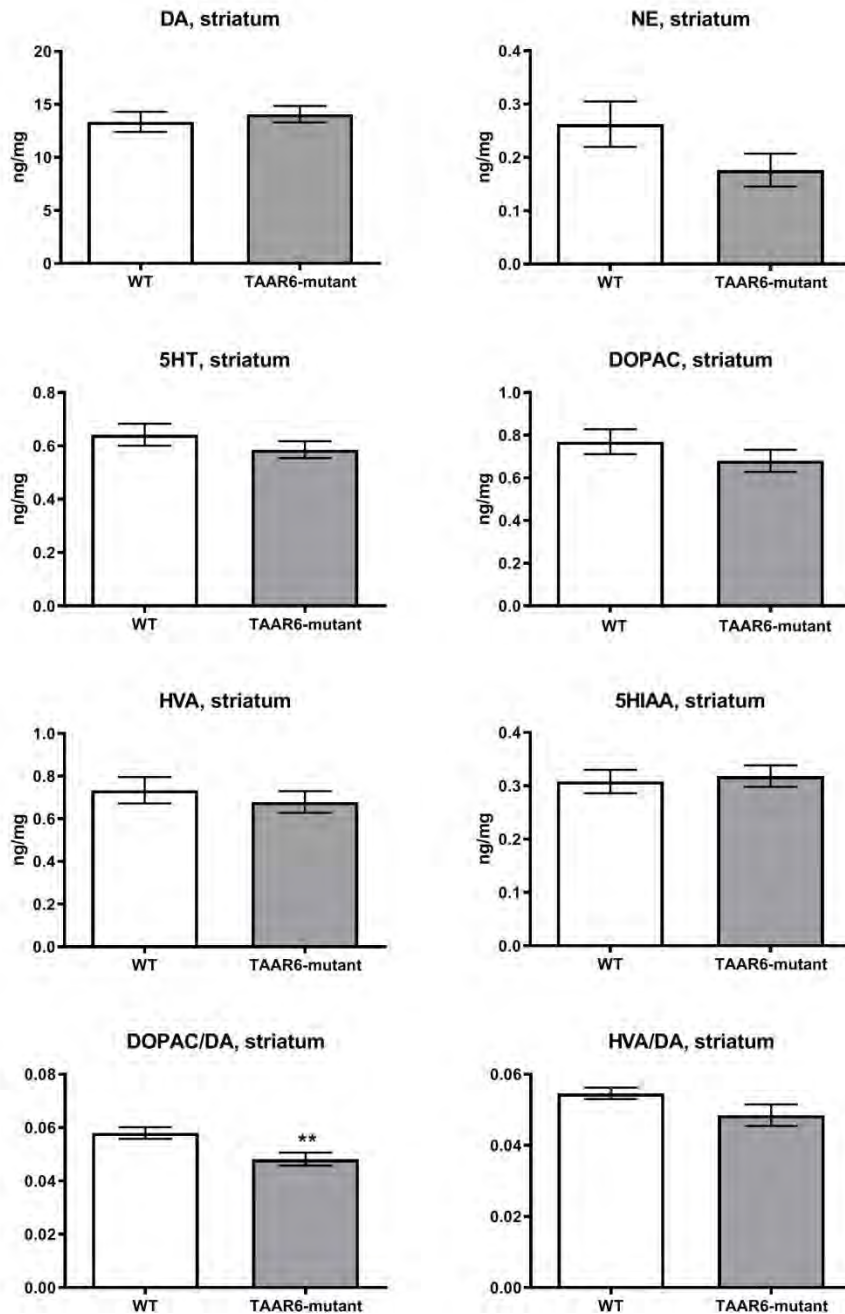 DA, striatum
20
15
10
5
0
ng/mg
WT
TAAR6-mutant
NE, striatum
0.4
0.3
0.2
0.1
0.0
ng/mg
WT
TAAR6-mutant
5HT, striatum
0.8
0.6
0.4
0.2
0.0
ng/mg
WT
TAAR6-mutant
DOPAC, striatum
1.0
0.8
0.6
0.4
0.2
0.0
ng/mg
WT
TAAR6-mutant
HVA, striatum
1.0
0.8
0.6
0.4
0.2
0.0
ng/mg
WT
TAAR6-mutant
5HIAA, striatum
0.4
0.3
0.2
0.1
0.0
ng/mg
WT
TAAR6-mutant
DOPAC/DA, striatum
0.08
0.06
0.04
0.02
0.00
**
WT
TAAR6-mutant
HVA/DA, striatum
0.06
0.04
0.02
0.00
WT
TAAR6-mutant